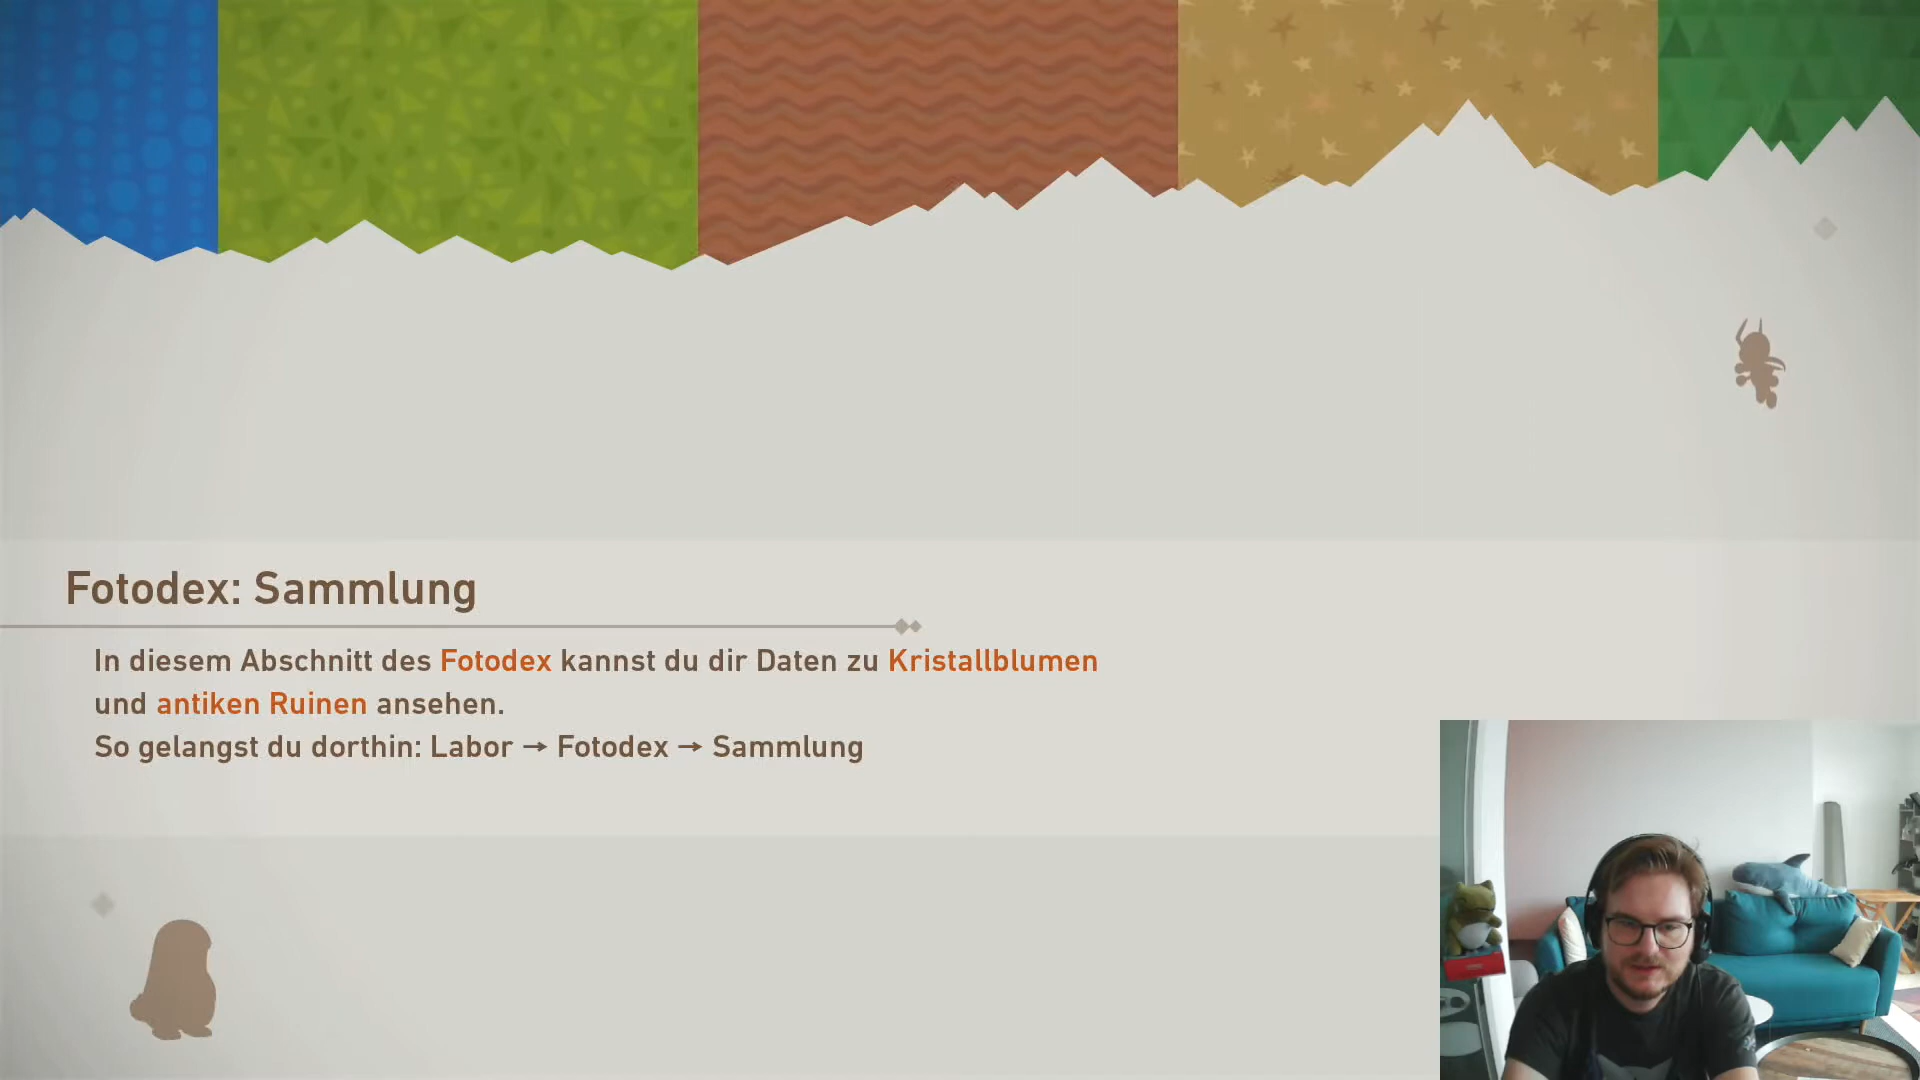 Fotodex: Sammlung
In diesem Abschnitt des Fotodex kannst du dir Daten zu Kristallblumen
und antiken Ruinen ansehen.
So gelangst du dorthin: Labor → Fotodex → Sammlung